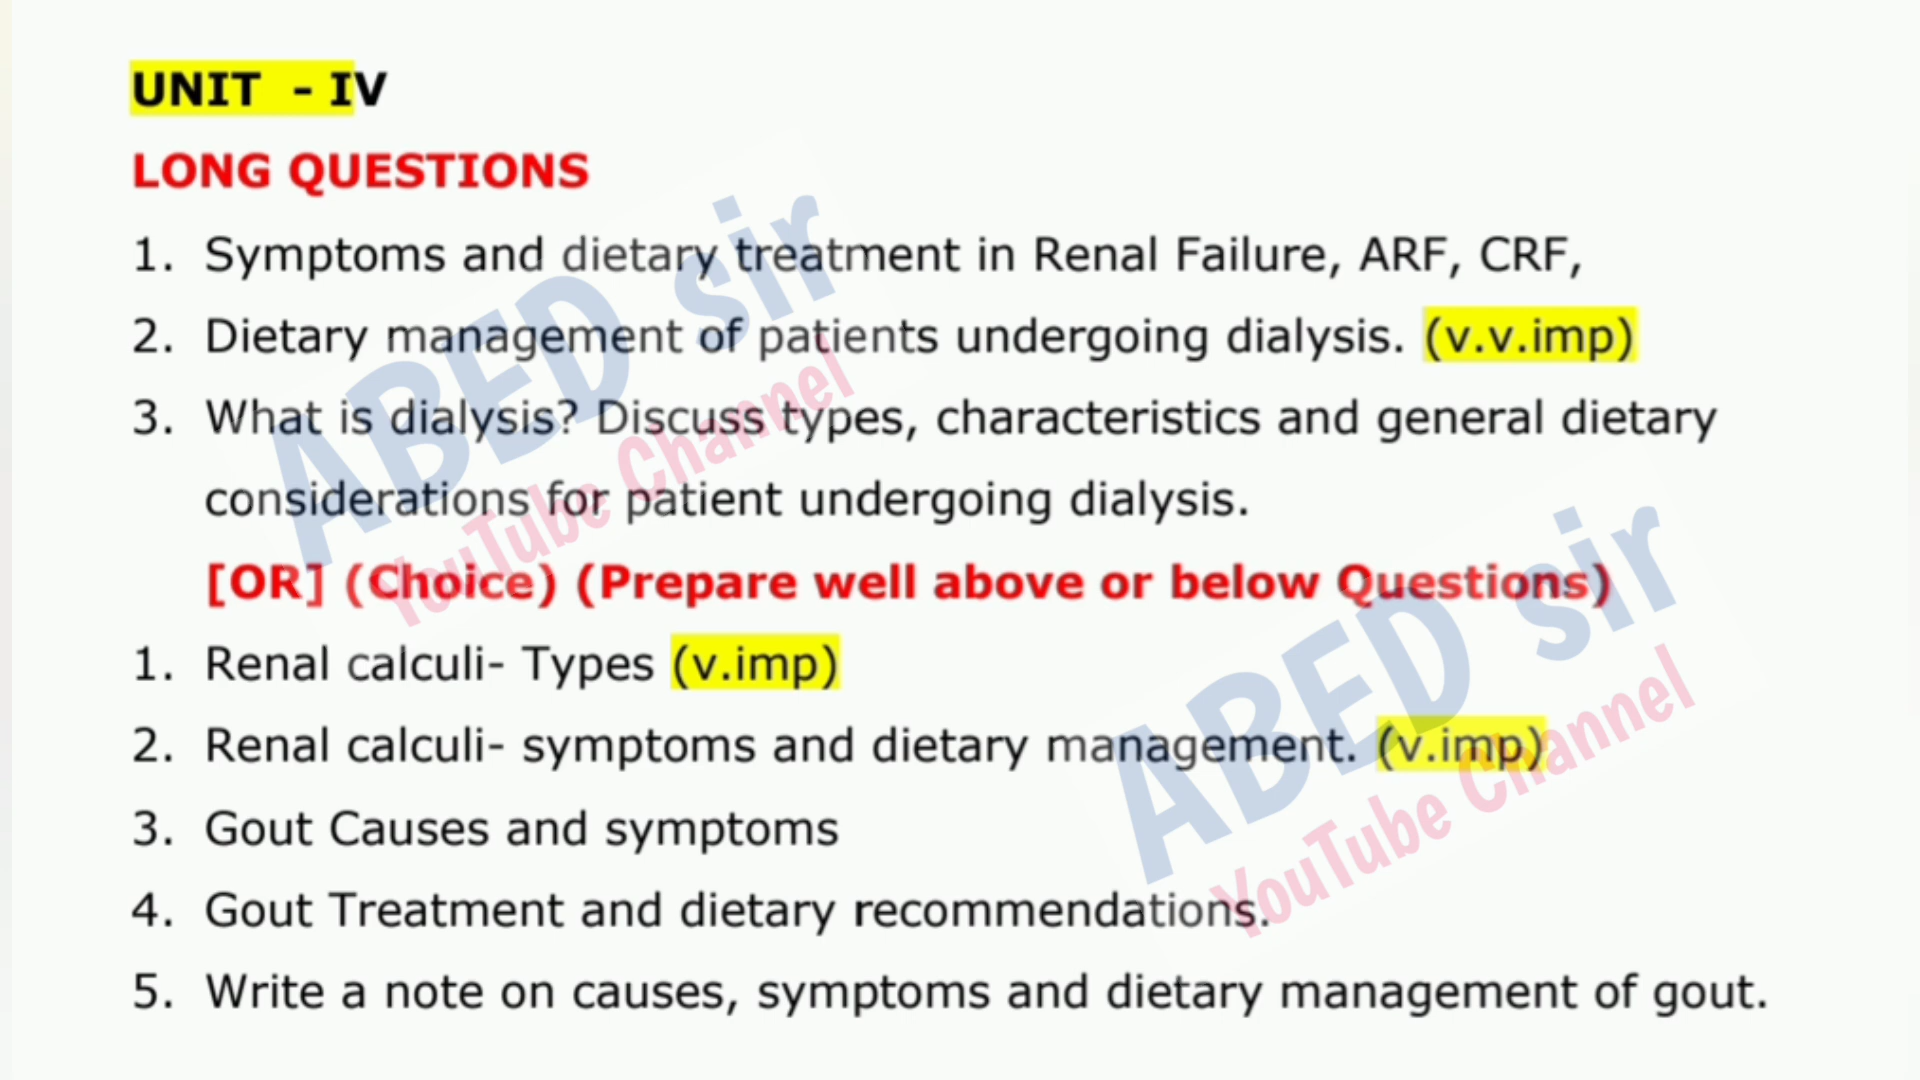 UNIT - IV
LONG QUESTIONS
1. Symptoms and dietary treatment in Renal Failure, ARF, CRF,
2. Dietary management of patients undergoing dialysis. (v.v.imp)
3. What is dialysis? Discuss types, characteristics and general dietary
considerations for patient undergoing dialysis.
[OR] (Choice) (Prepare well above or below Questions)
1. Renal calculi- Types (v.imp)
2. Renal calculi- symptoms and dietary management. (v.imp)
3. Gout Causes and symptoms
4. Gout Treatment and dietary recommendations.
5. Write a note on causes, symptoms and dietary management of gout.
ABED sir
YouTube Channel
ABED sir
YouTube Channel